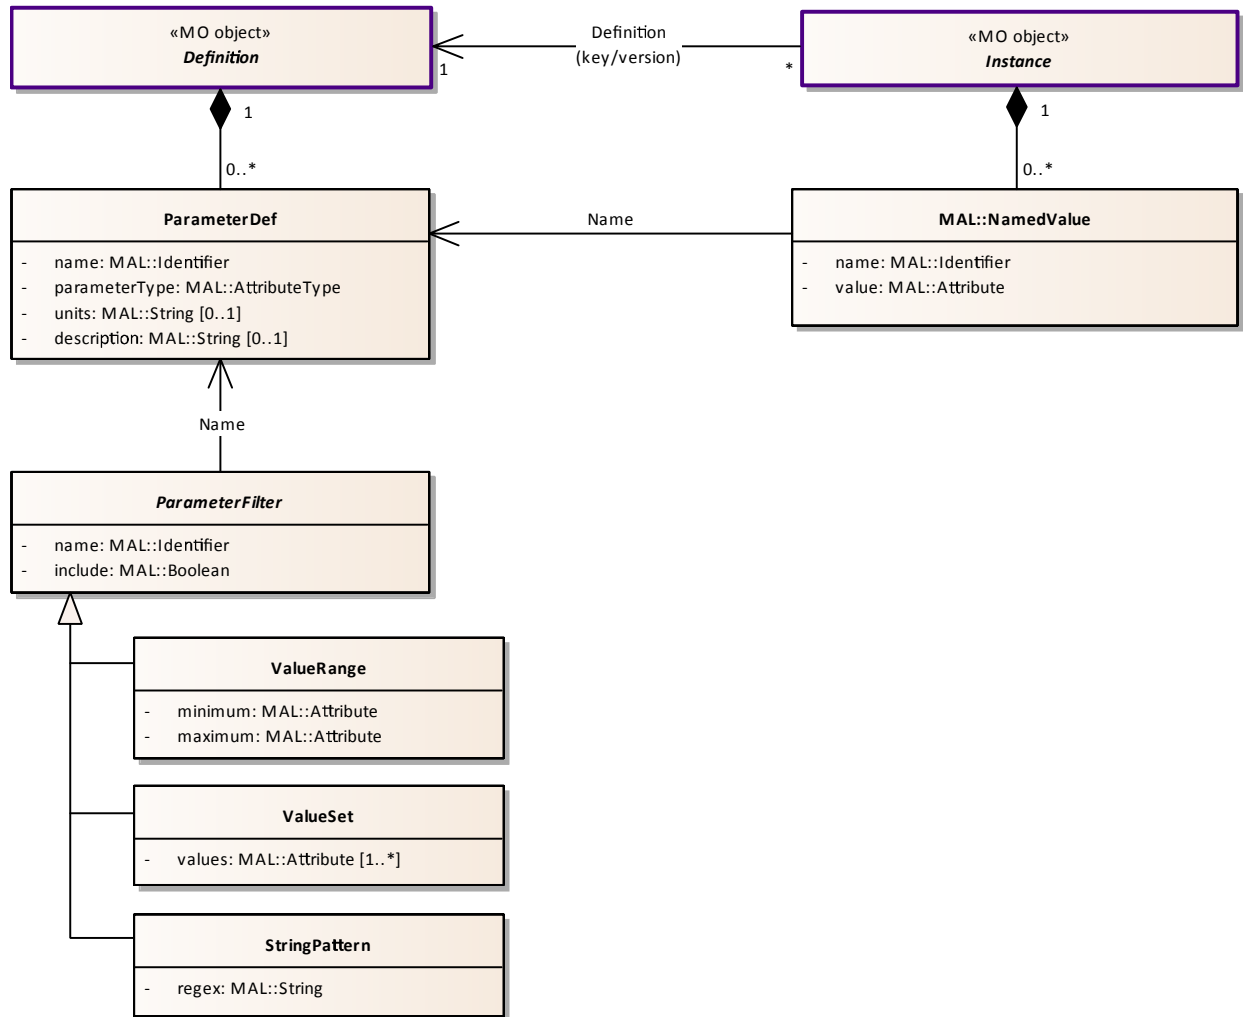 «MO object»
Definition
Definition
(key/version)
1
*
«MO object»
Instance
1
0..*
1
0..*
ParameterDef
- name: MAL::Identifier
- parameterType: MAL::AttributeType
- units: MAL::String [0..1]
- description: MAL::String [0..1]
Name
MAL::NamedValue
- name: MAL::Identifier
- value: MAL::Attribute
Name
ParameterFilter
- name: MAL::Identifier
- include: MAL::Boolean
ValueRange
- minimum: MAL::Attribute
- maximum: MAL::Attribute
ValueSet
- values: MAL::Attribute [1..*]
StringPattern
- regex: MAL::String